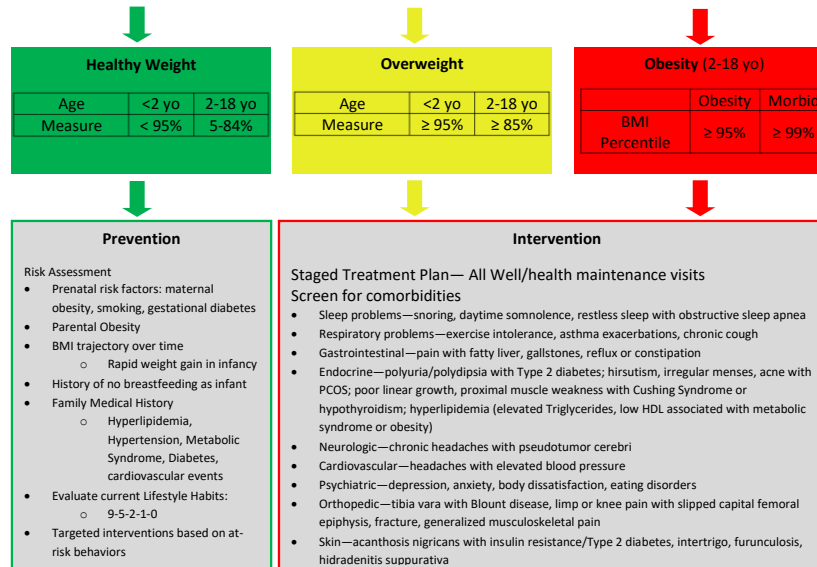 Healthy Weight
Age <2 yo 2-18 yo
Measure < 95% 5-84%
Overweight
Age <2 yo 2-18 yo
Measure ≥ 95% ≥ 85%
Obesity (2-18 yo)
Obesity Morbid
BMI
Percentile ≥ 95% ≥ 99%
Prevention
Risk Assessment
• Prenatal risk factors: maternal
obesity, smoking, gestational diabetes
• Parental Obesity
• BMI trajectory over time
o Rapid weight gain in infancy
• History of no breastfeeding as infant
• Family Medical History
o Hyperlipidemia,
Hypertension, Metabolic
Syndrome, Diabetes,
cardiovascular events
• Evaluate current Lifestyle Habits:
o 9-5-2-1-0
• Targeted interventions based on at-
risk behaviors
Intervention
Staged Treatment Plan— All Well/health maintenance visits
Screen for comorbidities
• Sleep problems—snoring, daytime somnolence, restless sleep with obstructive sleep apnea
• Respiratory problems—exercise intolerance, asthma exacerbations, chronic cough
• Gastrointestinal—pain with fatty liver, gallstones, reflux or constipation
• Endocrine—polyuria/polydipsia with Type 2 diabetes; hirsutism, irregular menses, acne with
PCOS; poor linear growth, proximal muscle weakness with Cushing Syndrome or
hypothyroidism; hyperlipidemia (elevated Triglycerides, low HDL associated with metabolic
syndrome or obesity)
• Neurologic—chronic headaches with pseudotumor cerebri
• Cardiovascular—headaches with elevated blood pressure
• Psychiatric—depression, anxiety, body dissatisfaction, eating disorders
• Orthopedic—tibia vara with Blount disease, limp or knee pain with slipped capital femoral
epiphysis, fracture, generalized musculoskeletal pain
• Skin—acanthosis nigricans with insulin resistance/Type 2 diabetes, intertrigo, furunculosis,
hidradenitis suppurativa